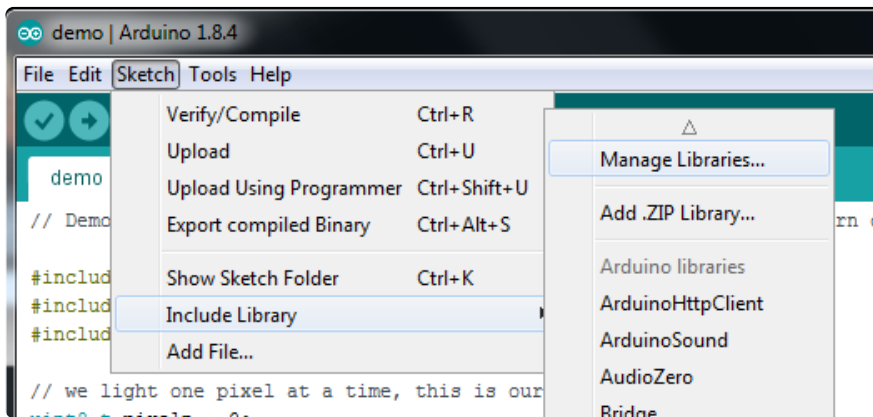 demo | Arduino 1.8.4
File Edit Sketch Tools Help
Verify/Compile Ctrl+R
Upload Ctrl+U
Upload Using Programmer Ctrl+Shift+U
Export compiled Binary Ctrl+Alt+S
Show Sketch Folder Ctrl+K
Include Library
Add File...
Manage Libraries...
Add .ZIP Library...
Arduino libraries
ArduinoHttpClient
ArduinoSound
AudioZero
Bridge
demo
// Demo
rn
#includ
#includ
#includ
// we light one pixel at a time, this is our